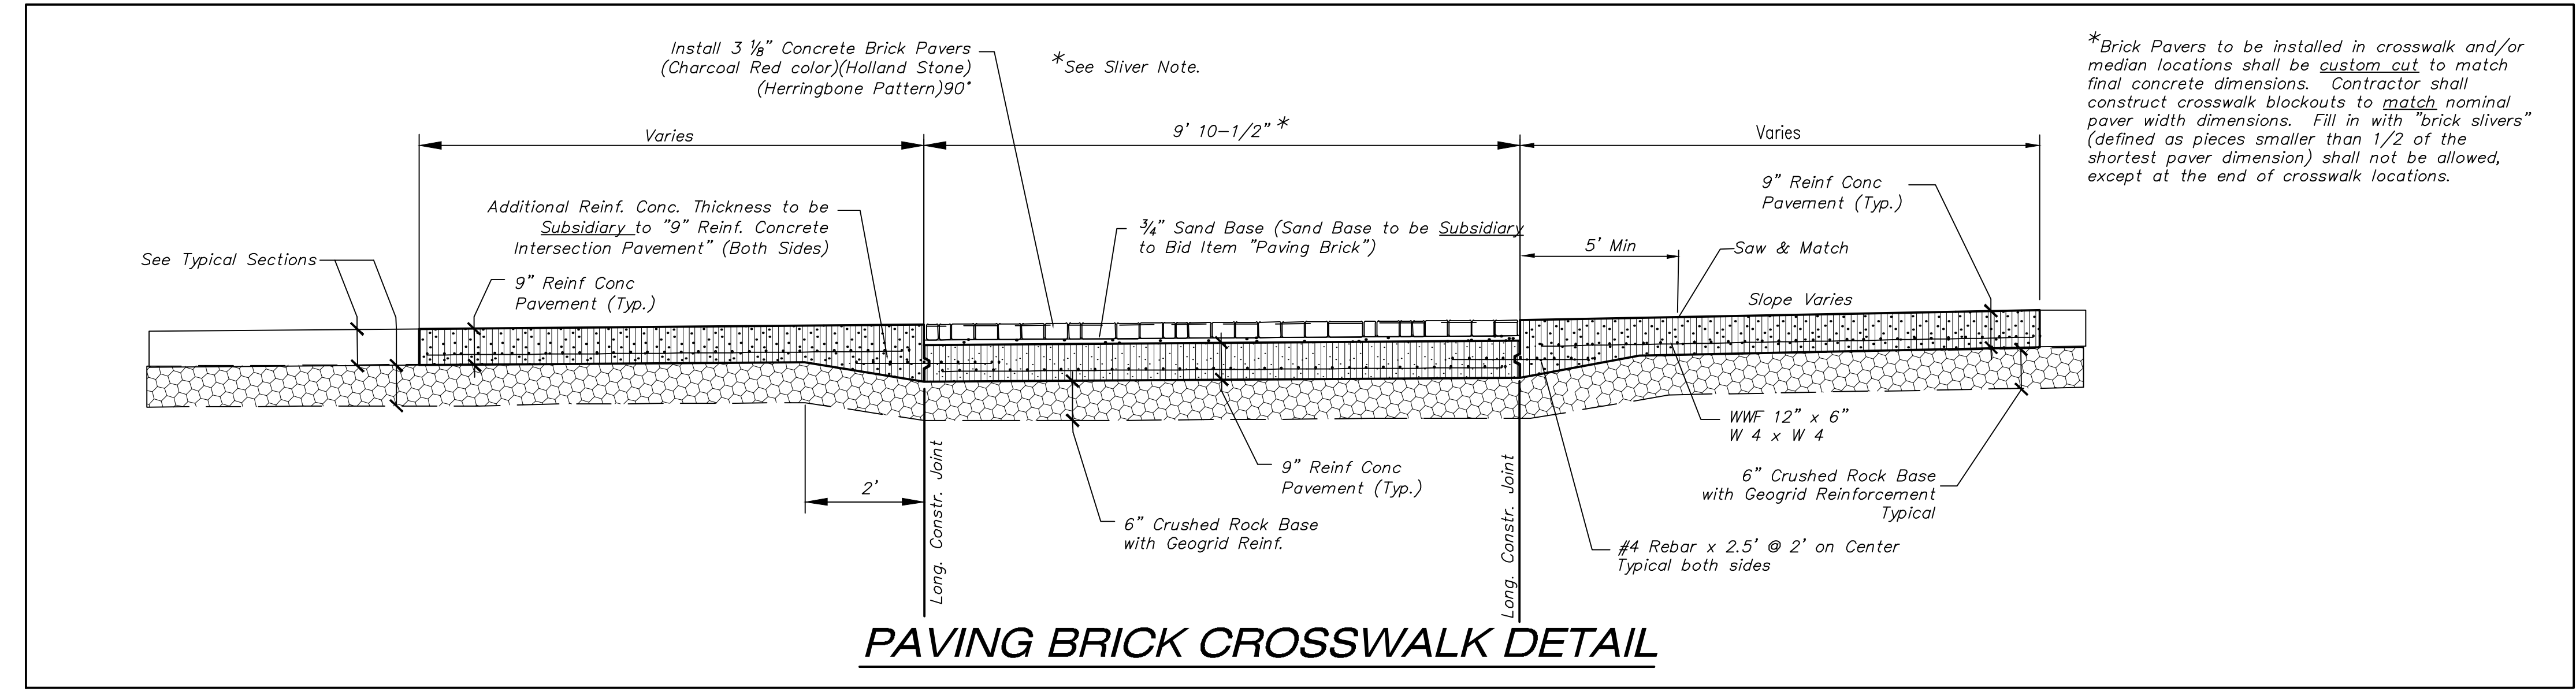 Install 3 ⅛" Concrete Brick Pavers
(Charcoal Red color)(Holland Stone)
(Herringbone Pattern)90°
*See Sliver Note.
*Brick Pavers to be installed in crosswalk and/or
median locations shall be custom cut to match
final concrete dimensions. Contractor shall
construct crosswalk blockouts to match nominal
paver width dimensions. Fill in with "brick slivers"
(defined as pieces smaller than 1/2 of the
shortest paver dimension) shall not be allowed,
except at the end of crosswalk locations.
Varies
9' 10-1/2" *
Varies
Additional Reinf. Conc. Thickness to be
Subsidiary to "9" Reinf. Concrete
Intersection Pavement" (Both Sides)
¾" Sand Base (Sand Base to be Subsidiary
to Bid Item "Paving Brick")
9" Reinf Conc
Pavement (Typ.)
5' Min
Saw & Match
See Typical Sections
9" Reinf Conc
Pavement (Typ.)
Slope Varies
WWF 12" x 6"
W 4 x W 4
2'
Long. Constr. Joint
9" Reinf Conc
Pavement (Typ.)
6" Crushed Rock Base
with Geogrid Reinf.
Long. Constr. Joint
6" Crushed Rock Base
with Geogrid Reinforcement
Typical
#4 Rebar x 2.5' @ 2' on Center
Typical both sides
PAVING BRICK CROSSWALK DETAIL